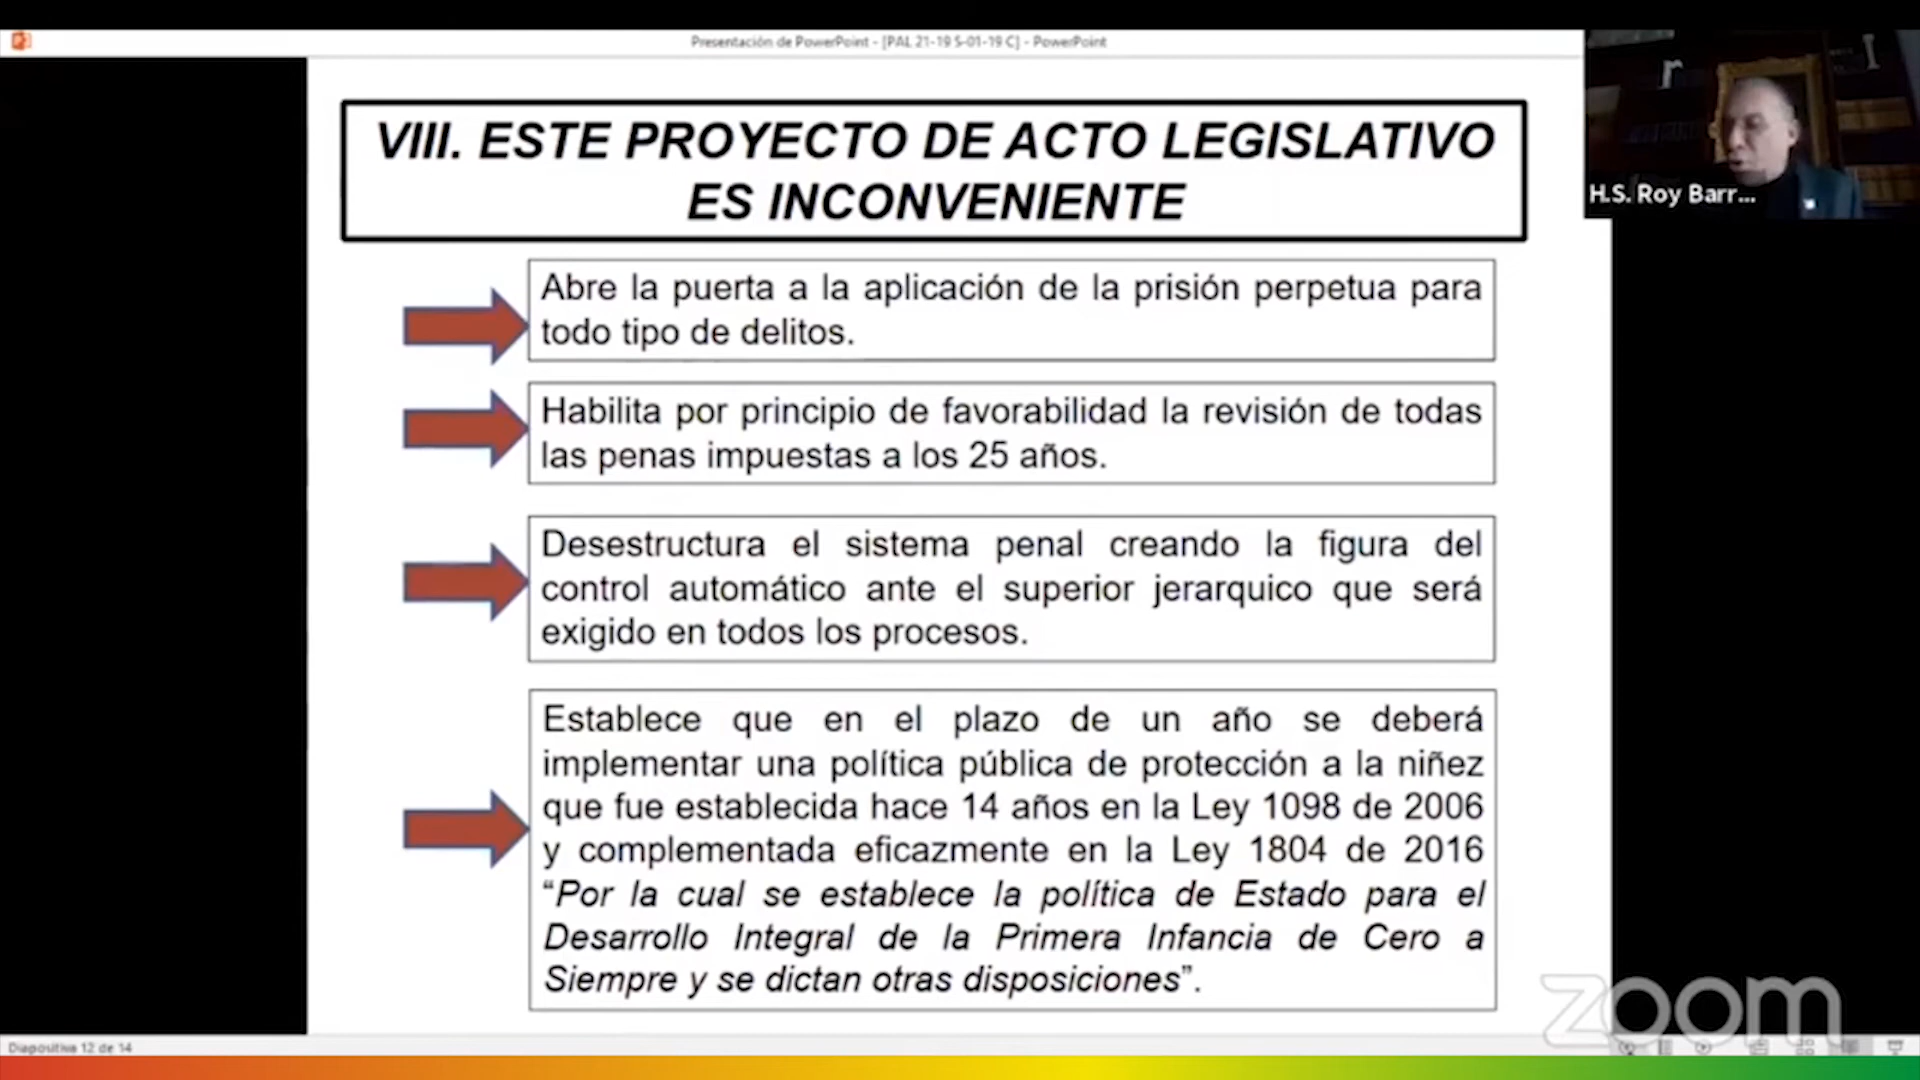 Presentación de PowerPoint - [PAL 21-19 S-01-19 C] - PowerPoint
VIII. ESTE PROYECTO DE ACTO LEGISLATIVO
ES INCONVENIENTE
H.S. Roy Barr...
Abre la puerta a la aplicación de la prisión perpetua para
todo tipo de delitos.
Habilita por principio de favorabilidad la revisión de todas
las penas impuestas a los 25 años.
Desestructura el sistema penal creando la figura del
control automático ante el superior jerarquico que será
exigido en todos los procesos.
Establece que en el plazo de un año se deberá
implementar una política pública de protección a la niñez
que fue establecida hace 14 años en la Ley 1098 de 2006
y complementada eficazmente en la Ley 1804 de 2016
“Por la cual se establece la política de Estado para el
Desarrollo Integral de la Primera Infancia de Cero a
Siempre y se dictan otras disposiciones”.
zoom
Diapositiva 12 de 14